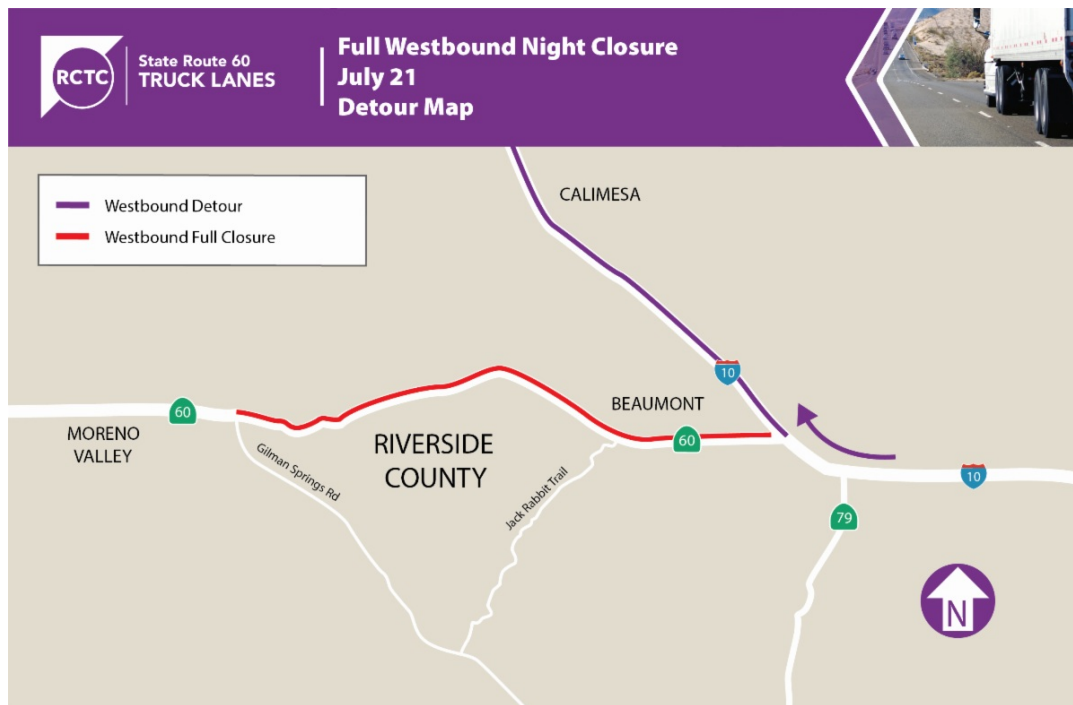 RCTC
State Route 60
TRUCK LANES
Full Westbound Night Closure
July 21
Detour Map
Westbound Detour
Westbound Full Closure
CALIMESA
10
BEAUMONT
60
60
MORENO
VALLEY
RIVERSIDE
COUNTY
Gilman Springs Rd
Jack Rabbit Trail
10
79
N